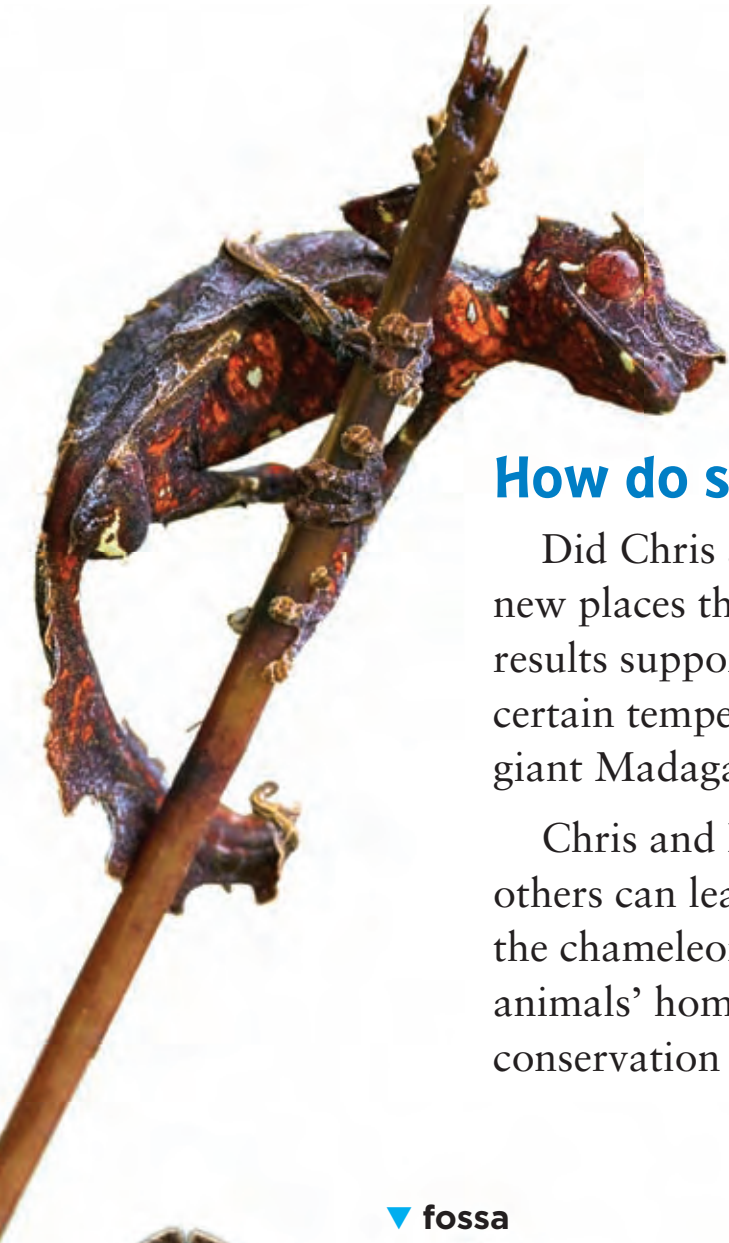 How do s
Did Chris
new places th
results suppo
certain tempe
giant Madaga
Chris and
others can lea
the chameleo
animals' hom
conservation
▼ fossa